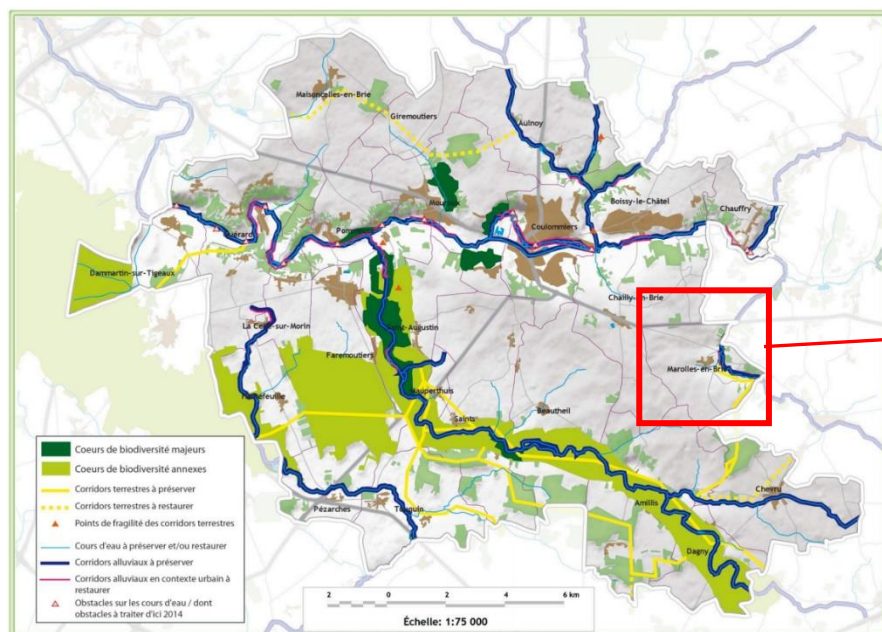 Maisoncelles-en-Brie
Giremoutiers
Aulnoy
Mouroux
Boissy-le-Châtel
Chauffry
Guérard
Pom
Coulommiers
Dammartin-sur-Tigeaux
Chailly-en-Brie
La Celle-sur-Morin
-Augustin
Faremoutiers
Marolles-en-Brie
Hautefeuille
Mauperthuis
Saints
Beautheil
Coeurs de biodiversité majeurs
Coeurs de biodiversité annexes
Corridors terrestres à préserver
Corridors terrestres à restaurer
Points de fragilité des corridors terrestres
Cours d'eau à préserver et/ou restaurer
Corridors alluviaux à préserver
Corridors alluviaux en contexte urbain à
restaurer
Obstacles sur les cours d'eau / dont
obstacles à traiter d'ici 2014
Chevru
Amillis
Pézarches
Touquin
Dagny
2 0 2 4 6 km
Échelle: 1:75 000